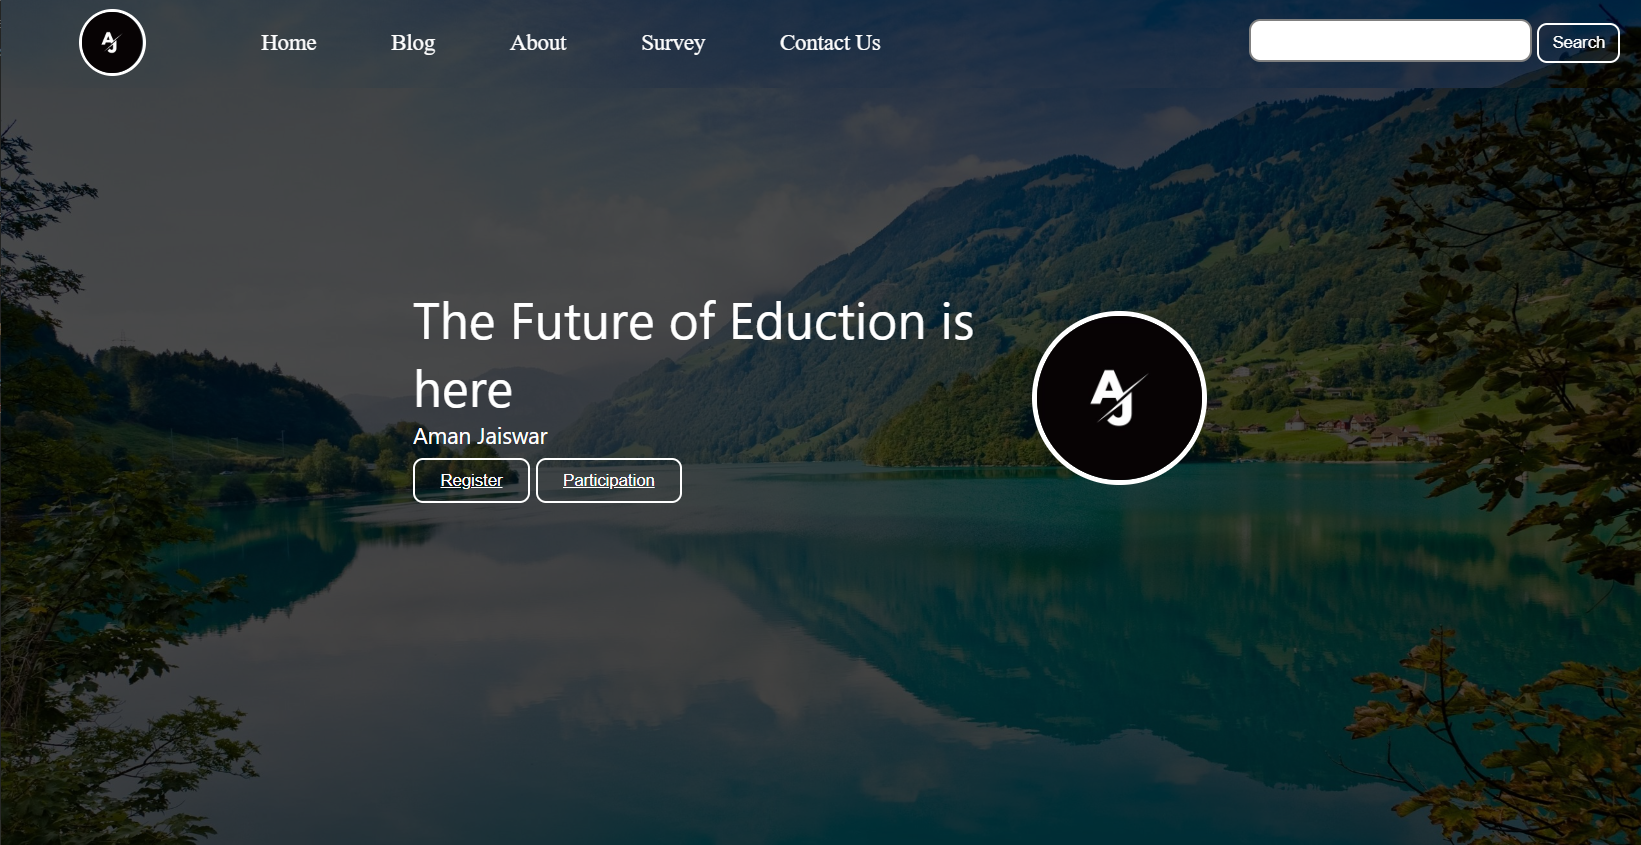 AJ
Home
Blog
About
Survey
Contact Us
Search
The Future of Eduction is
here
Aman Jaiswar
Register
Participation
AJ